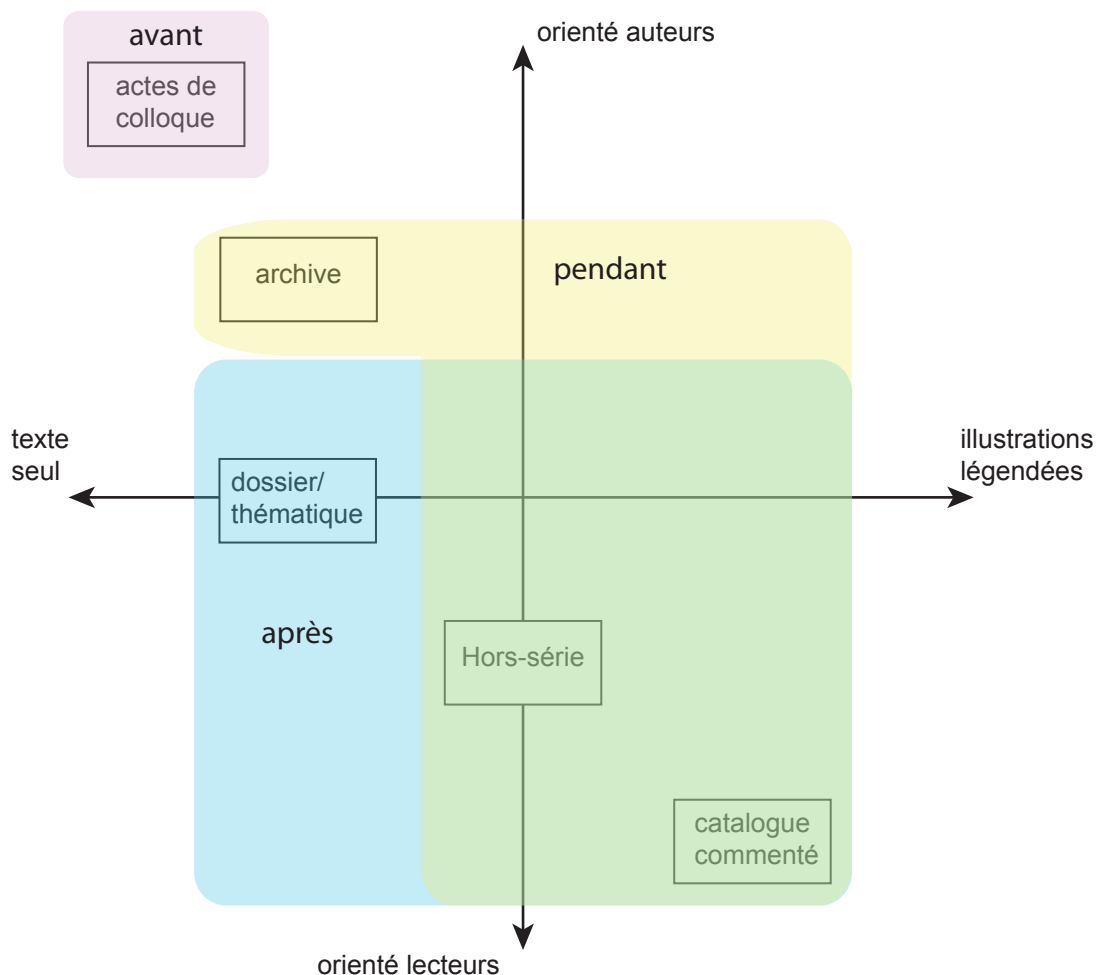 avant
orienté auteurs
actes de
colloque
archive
pendant
texte
seul
illustrations
légendées
dossier/
thématique
après
Hors-série
catalogue
commenté
orienté lecteurs